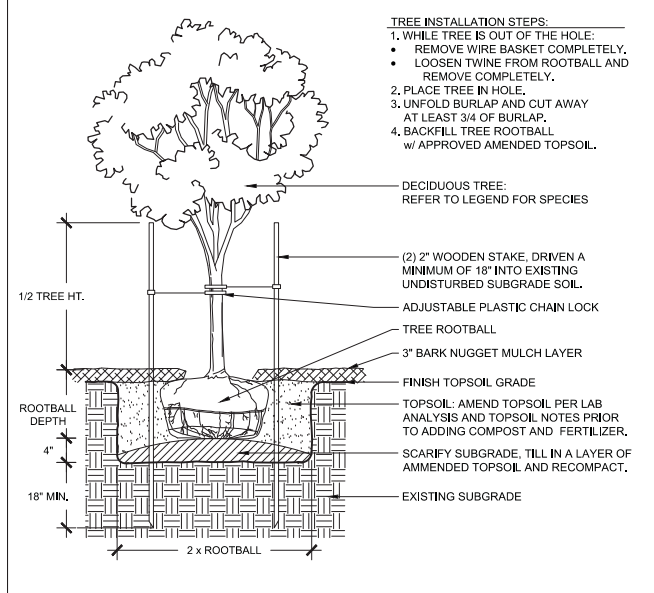 TREE INSTALLATION STEPS:
1. WHILE TREE IS OUT OF THE HOLE:
• REMOVE WIRE BASKET COMPLETELY.
• LOOSEN TWINE FROM ROOTBALL AND
REMOVE COMPLETELY.
2. PLACE TREE IN HOLE.
3. UNFOLD BURLAP AND CUT AWAY
AT LEAST 3/4 OF BURLAP.
4. BACKFILL TREE ROOTBALL
w/ APPROVED AMENDED TOPSOIL.
DECIDUOUS TREE:
REFER TO LEGEND FOR SPECIES
(2) 2" WOODEN STAKE, DRIVEN A
MINIMUM OF 18" INTO EXISTING
UNDISTURBED SUBGRADE SOIL.
ADJUSTABLE PLASTIC CHAIN LOCK
TREE ROOTBALL
3" BARK NUGGET MULCH LAYER
FINISH TOPSOIL GRADE
TOPSOIL: AMEND TOPSOIL PER LAB
ANALYSIS AND TOPSOIL NOTES PRIOR
TO ADDING COMPOST AND FERTILIZER.
SCARIFY SUBGRADE, TILL IN A LAYER OF
AMMENDED TOPSOIL AND RECOMPACT.
EXISTING SUBGRADE
1/2 TREE HT.
ROOTBALL
DEPTH
4"
18" MIN.
2 x ROOTBALL